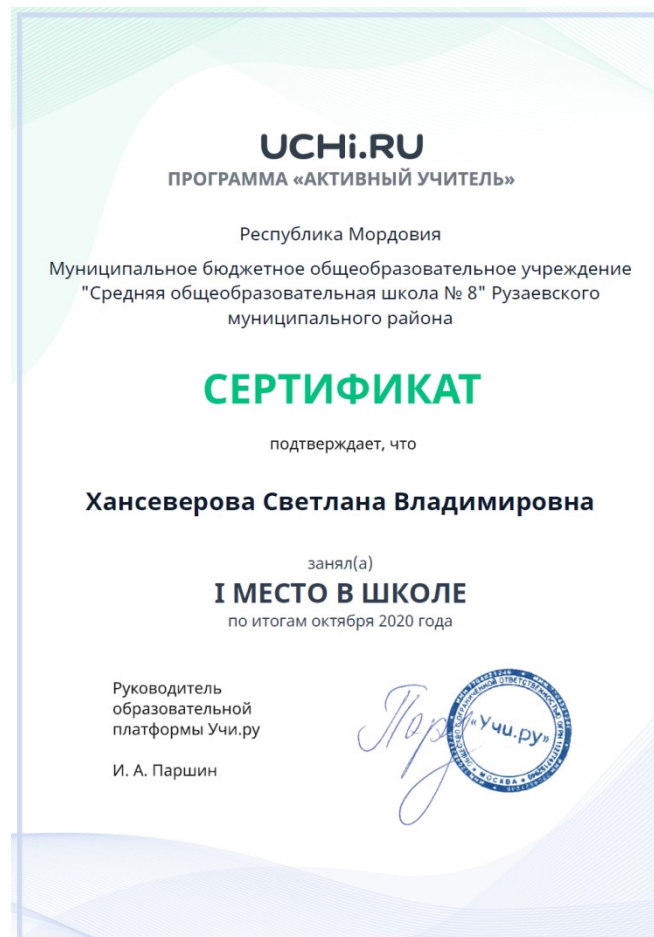 UCHi.RU
ПРОГРАММА «АКТИВНЫЙ УЧИТЕЛЬ»
Республика Мордовия
Муниципальное бюджетное общеобразовательное учреждение
"Средняя общеобразовательная школа № 8" Рузаевского
муниципального района
СЕРТИФИКАТ
подтверждает, что
Хансеверова Светлана Владимировна
занял(а)
I МЕСТО В ШКОЛЕ
по итогам октября 2020 года
Руководитель
образовательной
платформы Учи.ру
И. А. Паршин
«Учи.ру»
МОСКВА